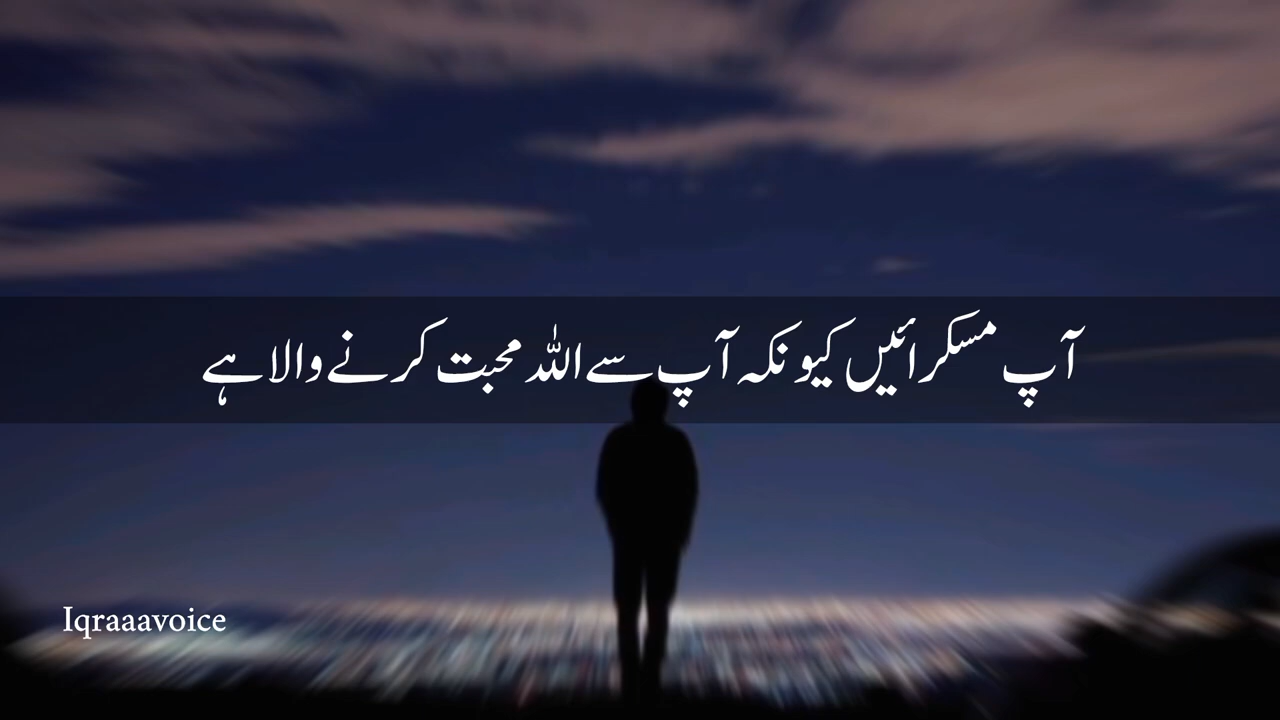 آپ مسکرائیں کیونکہ آپ سے اللہ محبت کرنے والا ہے
Iqraaavoice